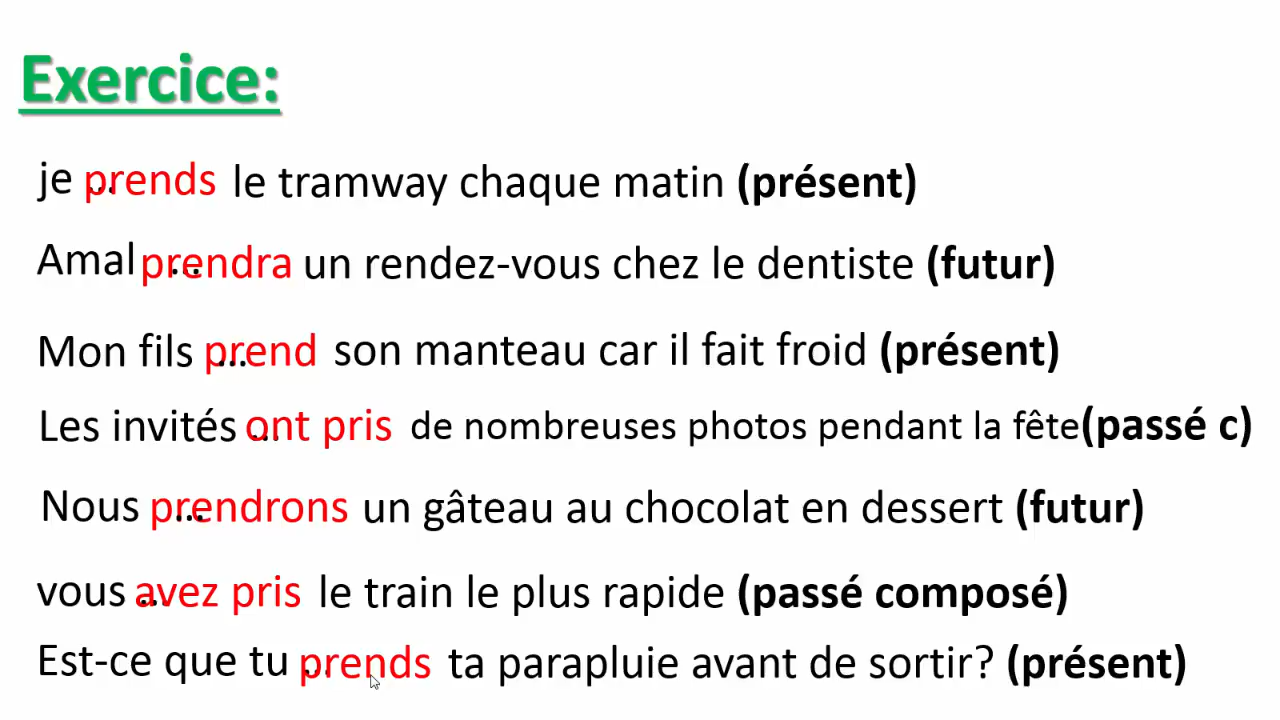 Exercice:
je prends le tramway chaque matin (présent)
Amal prendra un rendez-vous chez le dentiste (futur)
Mon fils prend son manteau car il fait froid (présent)
Les invités ont pris de nombreuses photos pendant la fête(passé c)
Nous prendrons un gâteau au chocolat en dessert (futur)
vous avez pris le train le plus rapide (passé composé)
Est-ce que tu prends ta parapluie avant de sortir? (présent)